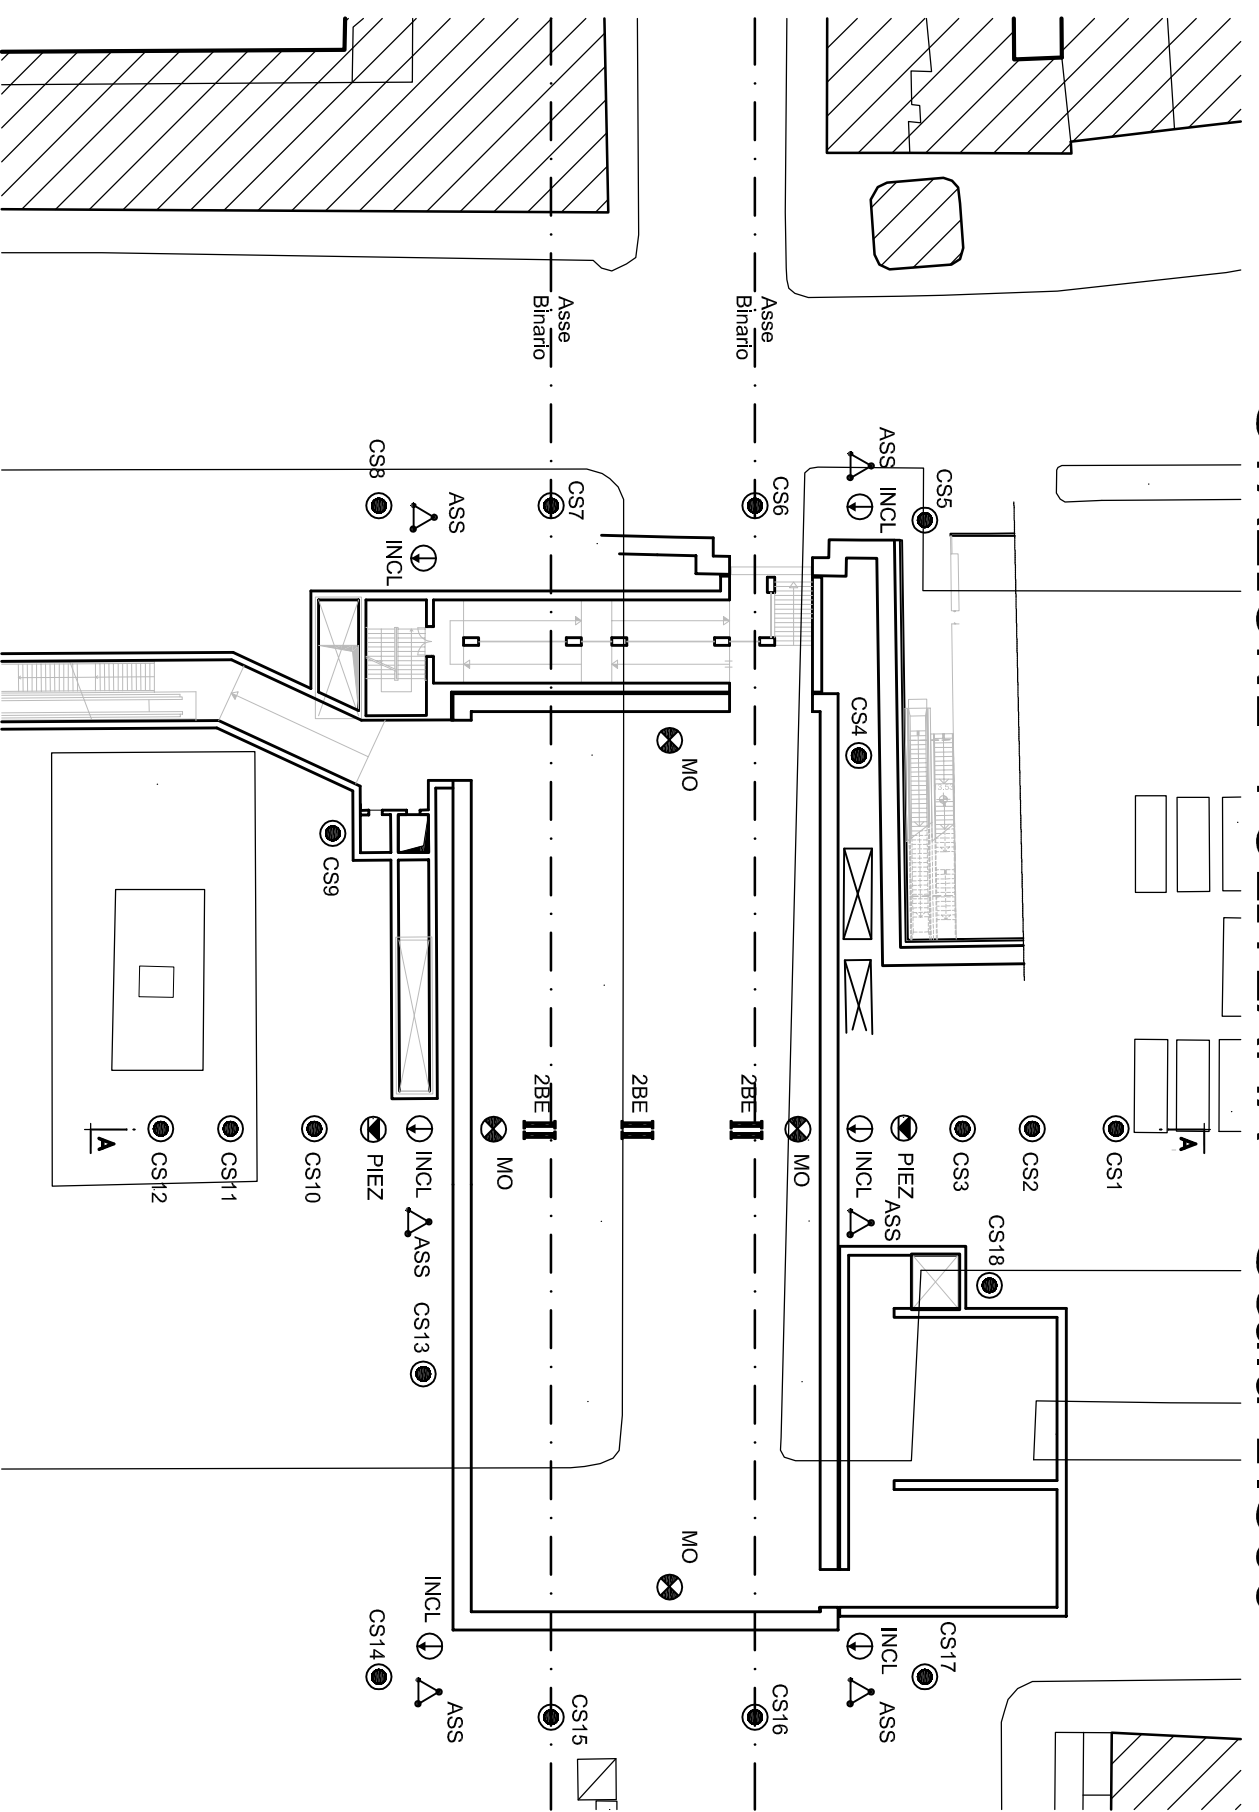 Asse
Binario
Asse
Binario
CS8
ASS
INCL
CS7
CS6
ASS
INCL
CS5
CS4
MO
CS9
2BE
2BE
2BE
A
CS12
CS11
CS10
PIEZ
INCL
ASS
MO
MO
INCL
ASS
PIEZ
CS3
CS2
CS1
A
CS18
CS13
MO
INCL
CS14
ASS
CS15
CS16
INCL
ASS
CS17